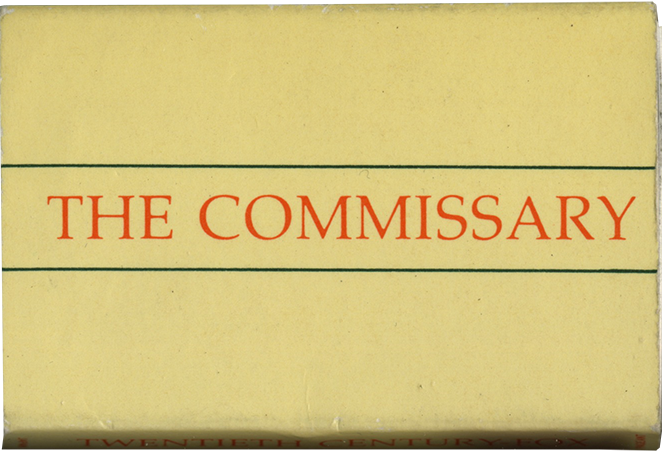 THE COMMISSARY
TWENTIETH CENTURY-FOX